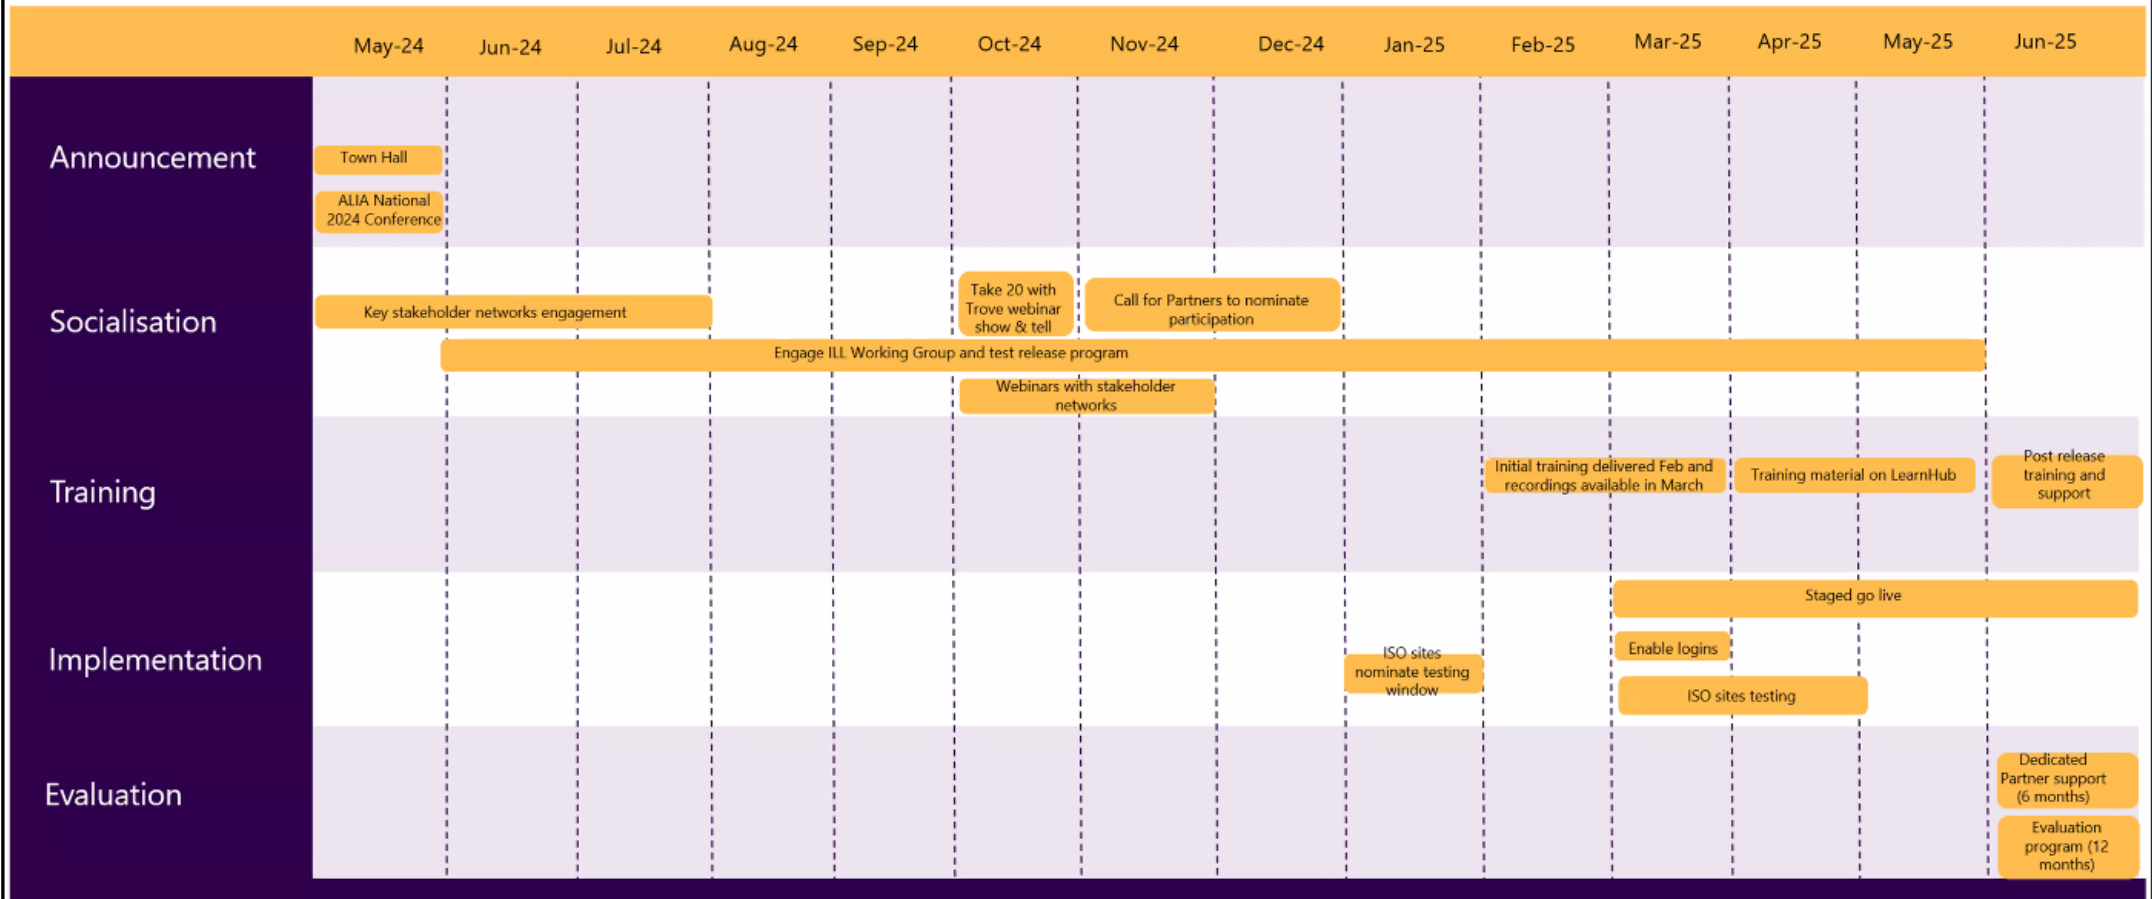 May-24 Jun-24 Jul-24 Aug-24 Sep-24 Oct-24 Nov-24 Dec-24 Jan-25 Feb-25 Mar-25 Apr-25 May-25 Jun-25
Announcement
Town Hall
ALIA National
2024 Conference
Socialisation
Key stakeholder networks engagement
Take 20 with
Trove webinar
show & tell
Call for Partners to nominate
participation
Engage ILL Working Group and test release program
Webinars with stakeholder
networks
Training
Initial training delivered Feb and
recordings available in March
Training material on LearnHub
Post release
training and
support
Implementation
Staged go live
Enable logins
ISO sites
nominate testing
window
ISO sites testing
Evaluation
Dedicated
Partner support
(6 months)
Evaluation
program (12
months)